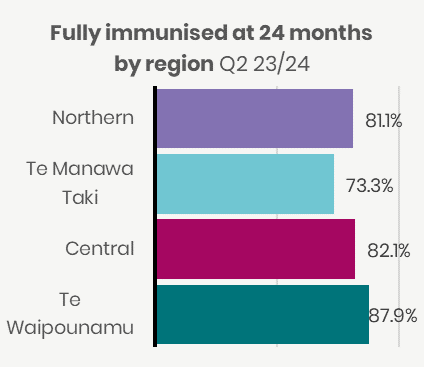 Fully immunised at 24 months
by region Q2 23/24
Northern
81.1%
Te Manawa
Taki
73.3%
Central
82.1%
Te
Waipounamu
87.9%